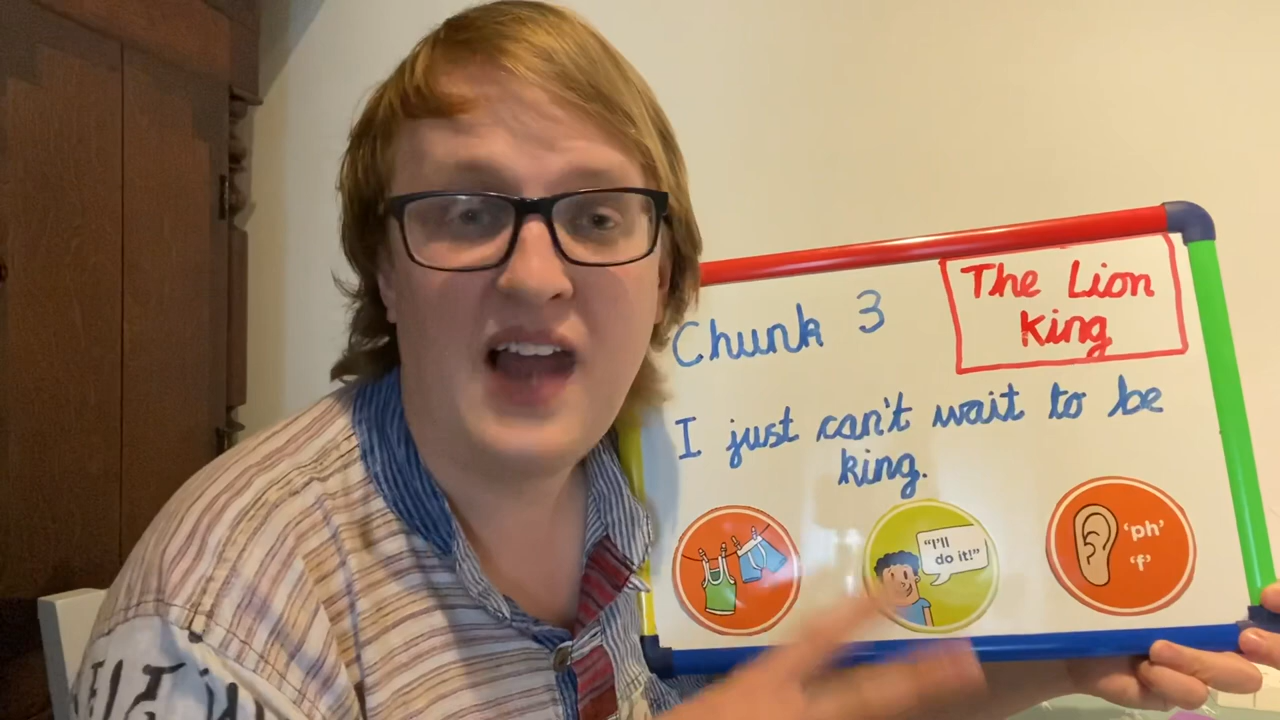 The Lion
King
Chunk 3
I just can't wait to be
king.
"I'll
do it!"
'ph'
'f'